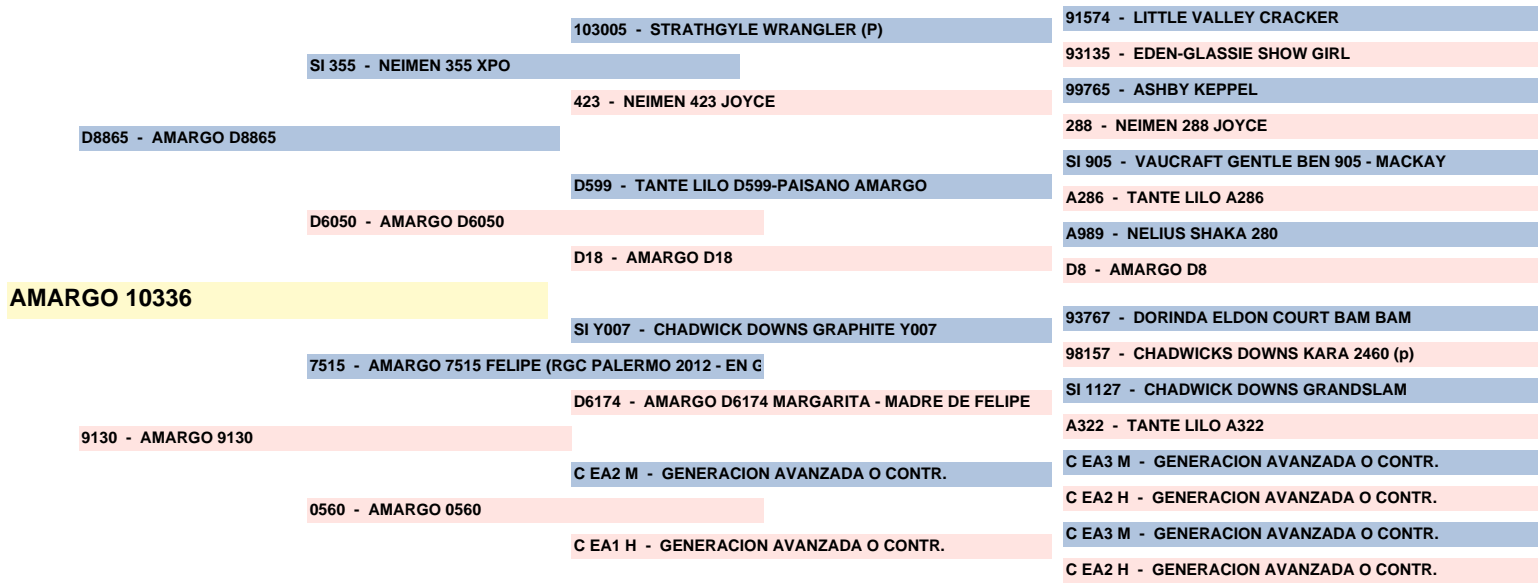 91574 - LITTLE VALLEY CRACKER
103005 - STRATHGYLE WRANGLER (P)
93135 - EDEN-GLASSIE SHOW GIRL
SI 355 - NEIMEN 355 XPO
99765 - ASHBY KEPPEL
423 - NEIMEN 423 JOYCE
288 - NEIMEN 288 JOYCE
D8865 - AMARGO D8865
SI 905 - VAUCRAFT GENTLE BEN 905 - MACKAY
D599 - TANTE LILO D599-PAISANO AMARGO
A286 - TANTE LILO A286
D6050 - AMARGO D6050
A989 - NELIUS SHAKA 280
D18 - AMARGO D18
D8 - AMARGO D8
AMARGO 10336
93767 - DORINDA ELDON COURT BAM BAM
SI Y007 - CHADWICK DOWNS GRAPHITE Y007
98157 - CHADWICKS DOWNS KARA 2460 (p)
7515 - AMARGO 7515 FELIPE (RGC PALERMO 2012 - EN G
SI 1127 - CHADWICK DOWNS GRANDSLAM
D6174 - AMARGO D6174 MARGARITA - MADRE DE FELIPE
A322 - TANTE LILO A322
9130 - AMARGO 9130
C EA3 M - GENERACION AVANZADA O CONTR.
C EA2 M - GENERACION AVANZADA O CONTR.
C EA2 H - GENERACION AVANZADA O CONTR.
0560 - AMARGO 0560
C EA3 M - GENERACION AVANZADA O CONTR.
C EA1 H - GENERACION AVANZADA O CONTR.
C EA2 H - GENERACION AVANZADA O CONTR.